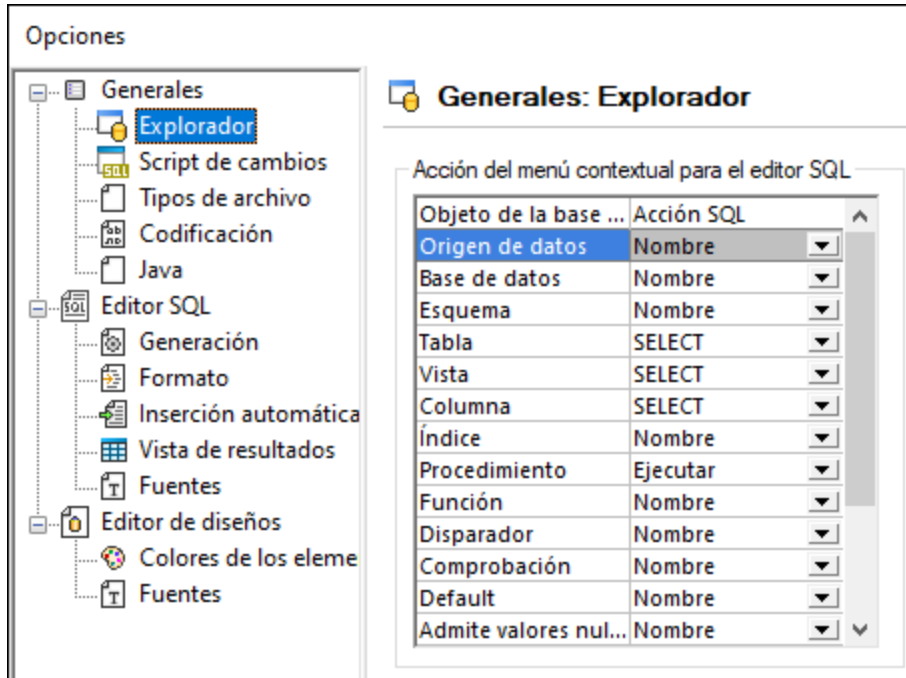 Opciones
Generales
Explorador
Script de cambios
Tipos de archivo
Codificación
Java
Editor SQL
Generación
Formato
Inserción automática
Vista de resultados
Fuentes
Editor de diseños
Colores de los eleme
Fuentes
Generales: Explorador
Acción del menú contextual para el editor SQL
Objeto de la base ... Acción SQL
Origen de datos Nombre
Base de datos Nombre
Esquema Nombre
Tabla SELECT
Vista SELECT
Columna SELECT
Índice Nombre
Procedimiento Ejecutar
Función Nombre
Disparador Nombre
Comprobación Nombre
Default Nombre
Admite valores nul... Nombre